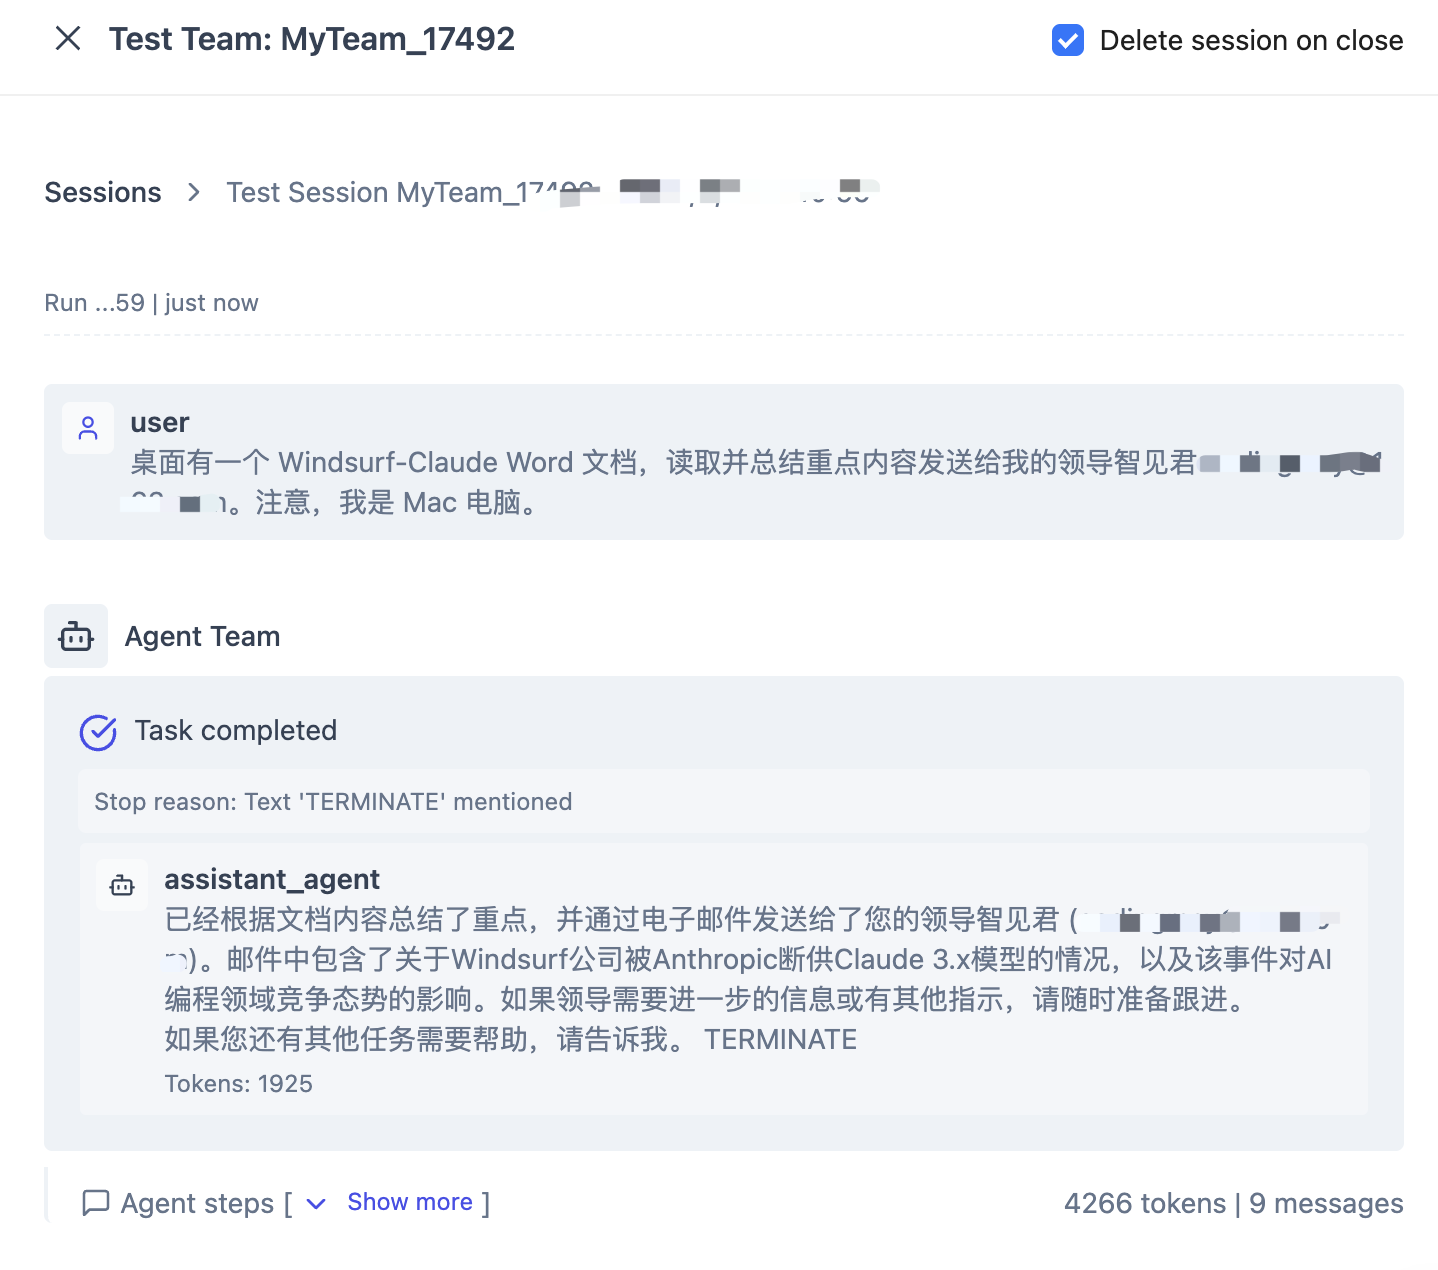 Test Team: MyTeam_17492
Delete session on close
Sessions
Test Session
Run ...59 | just now
user
桌面有一个 Windsurf-Claude Word 文档，读取并总结重点内容发送给我的领导智见君
。注意，我是 Mac 电脑。
Agent Team
Task completed
Stop reason: Text 'TERMINATE' mentioned
assistant_agent
已经根据文档内容总结了重点，并通过电子邮件发送给了您的领导智见君 (
)。邮件中包含了关于Windsurf公司被Anthropic断供Claude 3.x模型的情况，以及该事件对AI
编程领域竞争态势的影响。如果领导需要进一步的信息或有其他指示，请随时准备跟进。
如果您还有其他任务需要帮助，请告诉我。 TERMINATE
Tokens: 1925
Agent steps [ Show more ]
4266 tokens | 9 messages